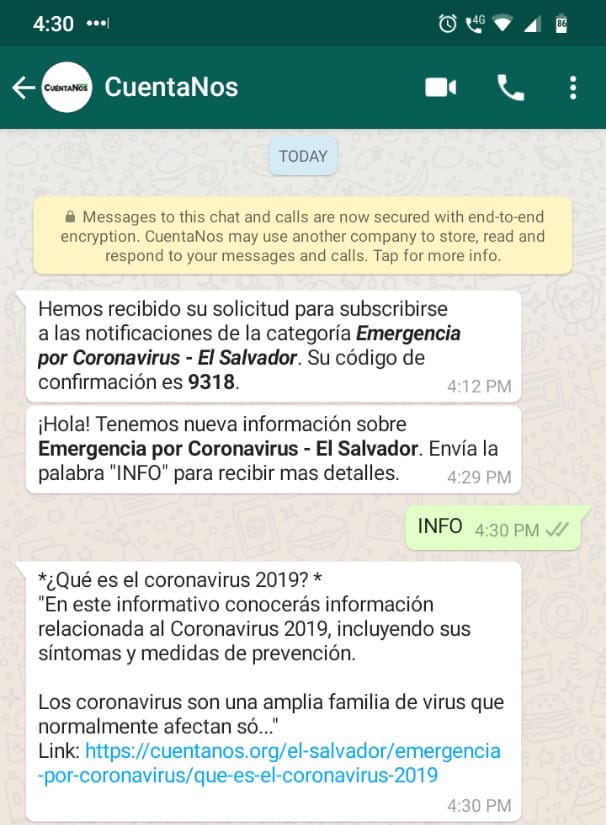 4:30
4G
86
CUÉNTANOS
CuentaNos
TODAY
Messages to this chat and calls are now secured with end-to-end
encryption. CuentaNos may use another company to store, read and
respond to your messages and calls. Tap for more info.
Hemos recibido su solicitud para subscribirse
a las notificaciones de la categoría Emergencia
por Coronavirus - El Salvador. Su código de
confirmación es 9318.
4:12 PM
¡Hola! Tenemos nueva información sobre
Emergencia por Coronavirus - El Salvador. Envía la
palabra "INFO" para recibir mas detalles.
4:29 PM
INFO 4:30 PM
*¿Qué es el coronavirus 2019? *
"En este informativo conocerás información
relacionada al Coronavirus 2019, incluyendo sus
síntomas y medidas de prevención.
Los coronavirus son una amplia familia de virus que
normalmente afectan só..."
Link: https://cuentanos.org/el-salvador/emergencia
-por-coronavirus/que-es-el-coronavirus-2019
4:30 PM